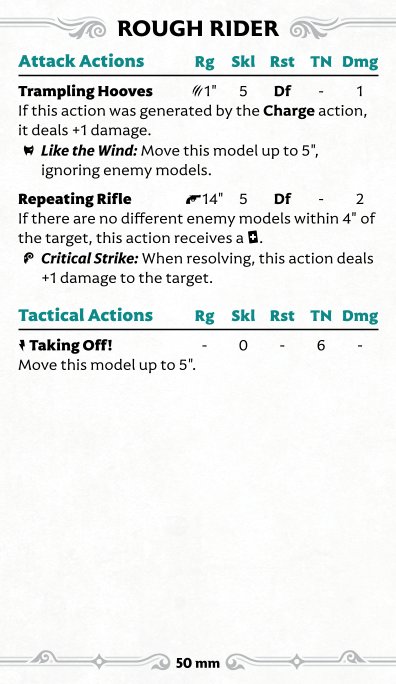 ROUGH RIDER
Attack Actions Rg Skl Rst TN Dmg
Trampling Hooves 1" 5 Df - 1
If this action was generated by the Charge action,
it deals +1 damage.
Like the Wind: Move this model up to 5",
ignoring enemy models.
Repeating Rifle 14" 5 Df - 2
If there are no different enemy models within 4" of
the target, this action receives a .
Critical Strike: When resolving, this action deals
+1 damage to the target.
Tactical Actions Rg Skl Rst TN Dmg
Taking Off! - 0 - 6 -
Move this model up to 5".
50 mm